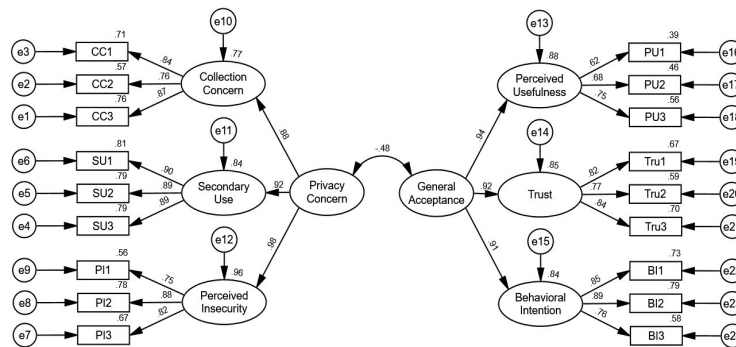 e10
e13
.71
.77
.88
.39
e3
CC1
.84
PU1
.62
.57
Collection
Concern
Perceived
Usefulness
.46
e2
CC2
.76
.68
PU2
.76
.87
.75
.56
e1
CC3
PU3
e11
.88
.94
e14
.81
.84
.85
.67
e6
SU1
.90
-.48
.82
Tru1
.79
.59
e5
SU2
.89
Secondary
Use
.92
Privacy
Concern
General
Acceptance
.92
Trust
.77
Tru2
.79
.89
.84
.70
e4
SU3
Tru3
e12
.98
.91
e15
.56
.96
.84
.73
e9
PI1
.75
.85
BI1
.78
.79
e8
PI2
.88
Perceived
Insecurity
Behavioral
Intention
.89
BI2
.67
.82
.76
.58
e7
PI3
BI3